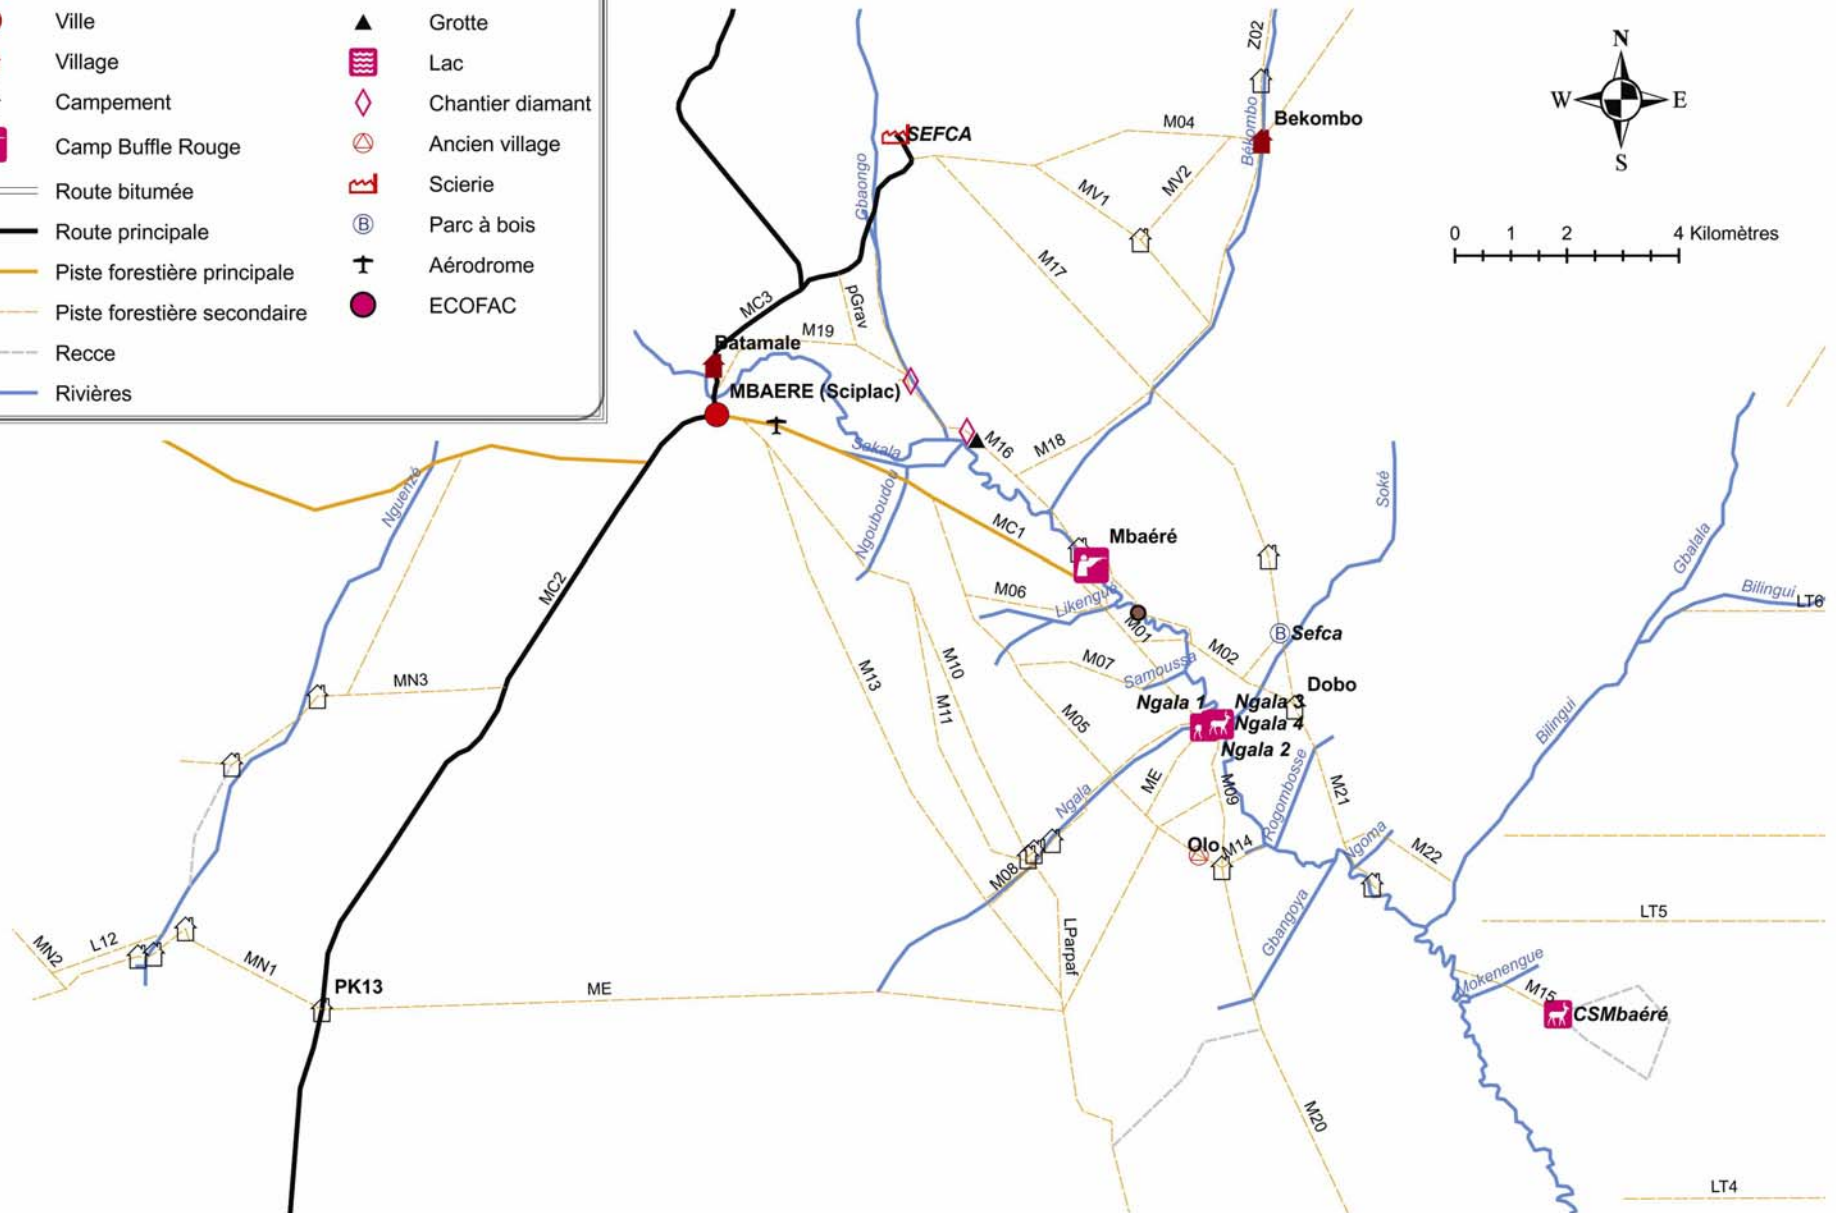 Ville
Village
Campement
Camp Buffle Rouge
Route bitumée
Route principale
Piste forestière principale
Piste forestière secondaire
Recce
Rivières
Grotte
Lac
Chantier diamant
Ancien village
Scierie
Parc à bois
Aérodrome
ECOFAC
N
W
E
S
0 1 2 4 Kilomètres
Z02
Békombo
Bekombo
M04
MV1
MV2
SEFCA
Gbaongo
M17
MC3
pGrav
M19
Batamale
MBAERE (Sciplac)
Sakala
M16
M18
Ngouboudou
MC1
Mbaéré
Nguenzé
MC2
M06
Likengue
M01
M02
B
Sefca
Soké
Gbalala
Bilingui
LT6
MN3
M13
M10
M11
M07
Samoussa
M05
Dobo
Ngala 1
Ngala 3
Ngala 4
Ngala 2
Bilingui
ME
M09
Rogombosse
M21
Ngala
Olo
M14
Ngoma
M22
M08
LParpaf
Gbangoya
LT5
MN2
L12
MN1
PK13
ME
Mokenengue
M15
CSMbaéré
M20
LT4